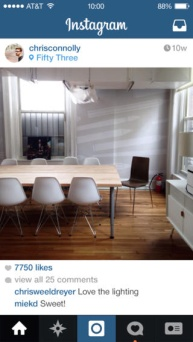 AT&T 10:00 88%
Instagram
chrisconnolly 10w
Fifty Three
7750 likes
view all 25 comments
chrisweeldreyer Love the lighting
miekd Sweet!